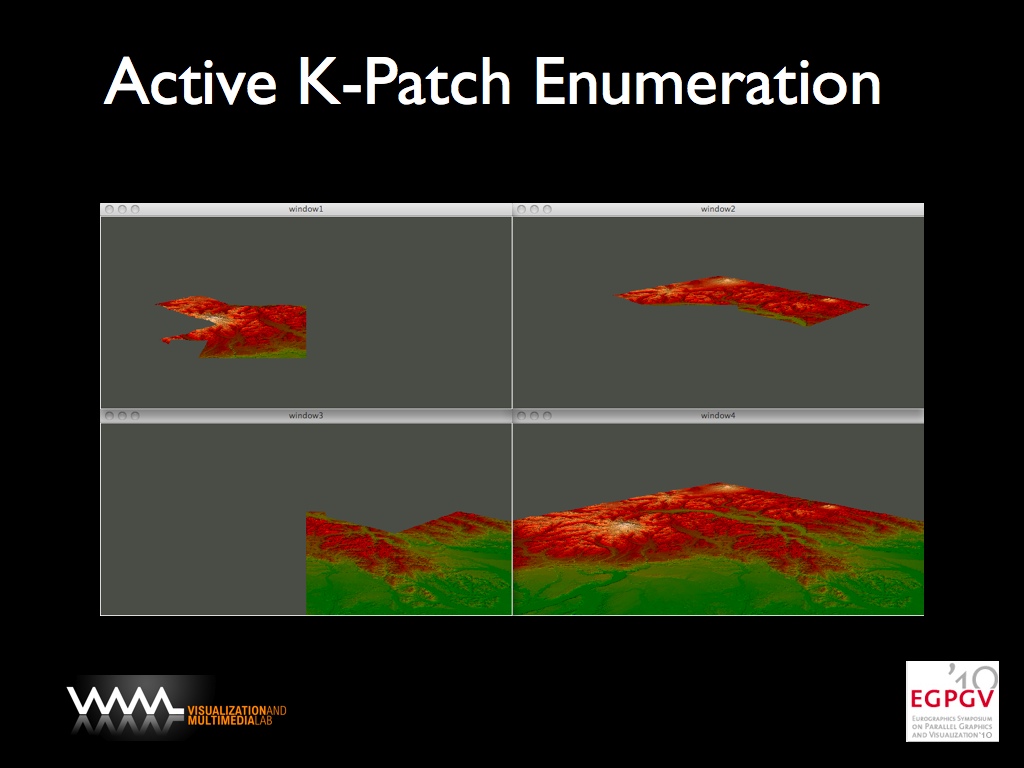 Active K-Patch Enumeration
window1
window2
window3
window4
VISUALIZATIONAND
MULTIMEDIALAB
'10
EGPGV
EUROGRAPHICS SYMPOSIUM
ON PARALLEL GRAPHICS
AND VISUALIZATION'10